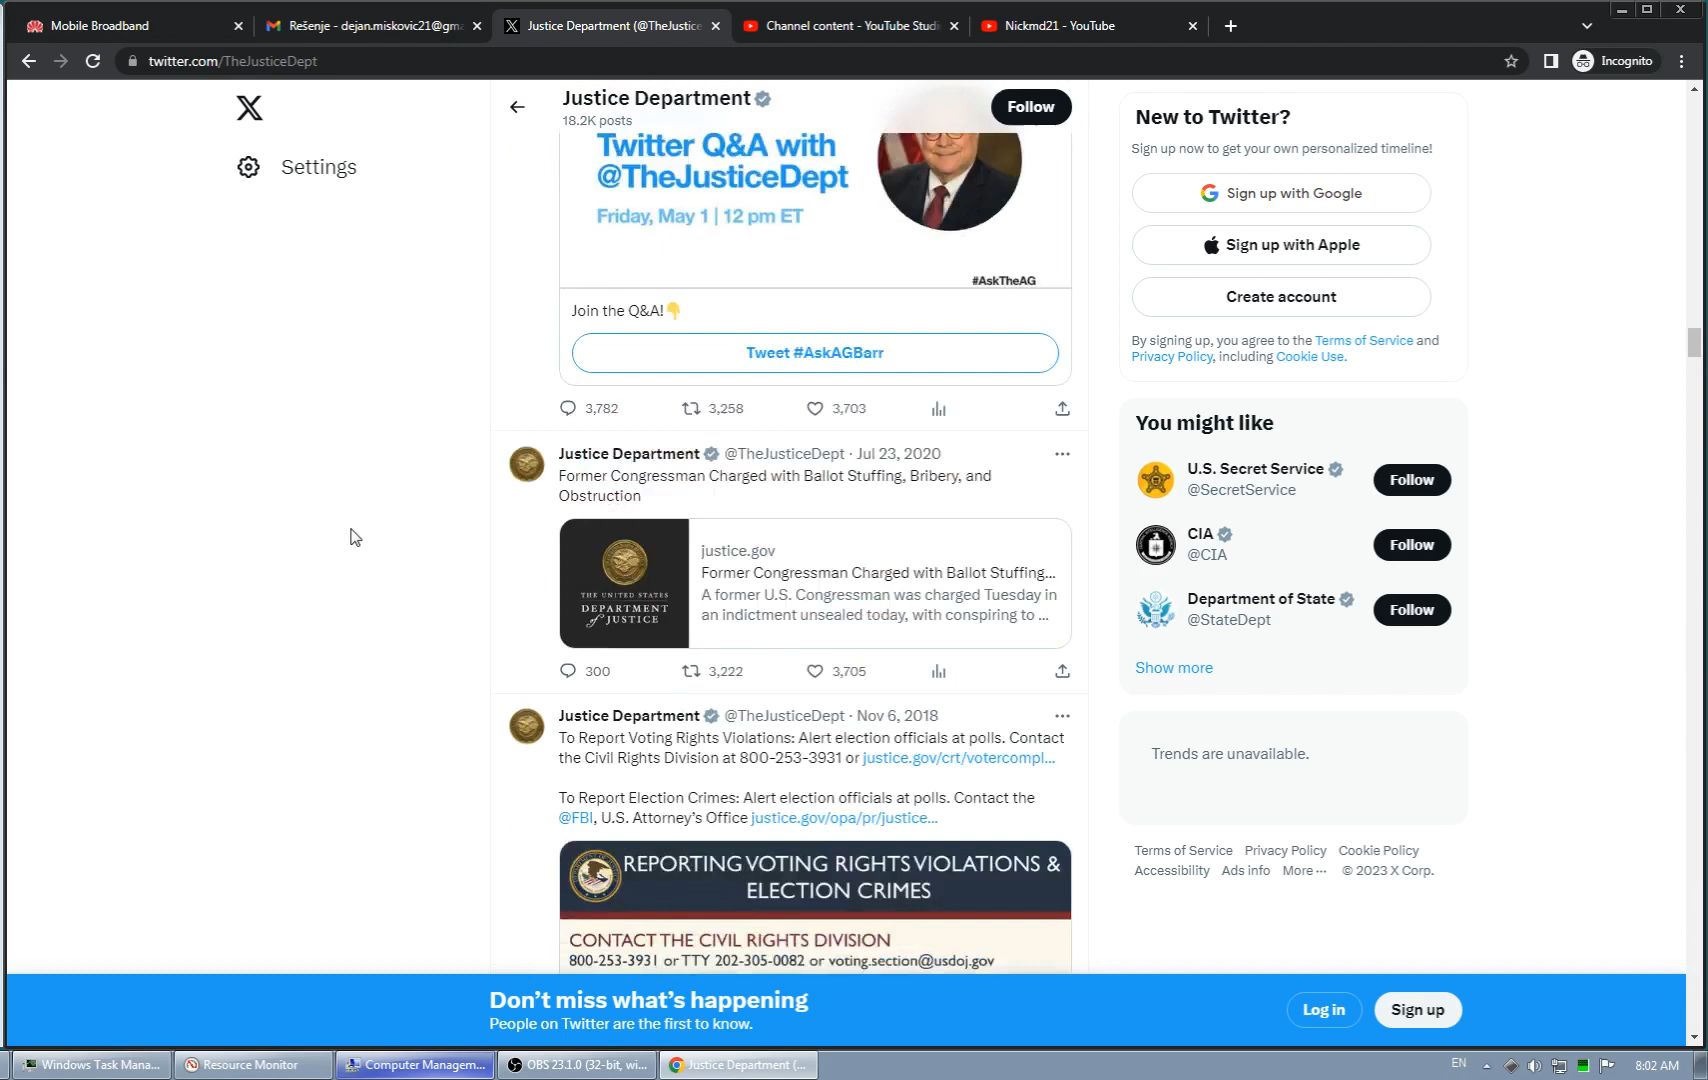 Mobile Broadband
Rešenje - dejan.miskovic21@gma
Justice Department (@TheJustice
Channel content - YouTube Studi
Nickmd21 - YouTube
twitter.com/TheJusticeDept
Incognito
X
Settings
Justice Department
18.2K posts
Follow
Twitter Q&A with
@TheJusticeDept
Friday, May 1 | 12 pm ET
#AskTheAG
Join the Q&A!👇
Tweet #AskAGBarr
3,782 3,258 3,703
Justice Department @TheJusticeDept · Jul 23, 2020
Former Congressman Charged with Ballot Stuffing, Bribery, and
Obstruction
THE UNITED STATES
DEPARTMENT
of JUSTICE
justice.gov
Former Congressman Charged with Ballot Stuffing...
A former U.S. Congressman was charged Tuesday in
an indictment unsealed today, with conspiring to ...
300 3,222 3,705
Justice Department @TheJusticeDept · Nov 6, 2018
To Report Voting Rights Violations: Alert election officials at polls. Contact
the Civil Rights Division at 800-253-3931 or justice.gov/crt/votercompl...
To Report Election Crimes: Alert election officials at polls. Contact the
@FBI, U.S. Attorney's Office justice.gov/opa/pr/justice...
REPORTING VOTING RIGHTS VIOLATIONS &
ELECTION CRIMES
CONTACT THE CIVIL RIGHTS DIVISION
800-253-3931 or TTY 202-305-0082 or voting.section@usdoj.gov
New to Twitter?
Sign up now to get your own personalized timeline!
Sign up with Google
Sign up with Apple
Create account
By signing up, you agree to the Terms of Service and
Privacy Policy, including Cookie Use.
You might like
U.S. Secret Service
@SecretService
Follow
CIA
@CIA
Follow
Department of State
@StateDept
Follow
Show more
Trends are unavailable.
Terms of Service Privacy Policy Cookie Policy
Accessibility Ads info More ··· © 2023 X Corp.
Don't miss what's happening
People on Twitter are the first to know.
Log in
Sign up
Windows Task Mana...
Resource Monitor
Computer Managem...
OBS 23.1.0 (32-bit, wi...
Justice Department (...
EN
8:02 AM